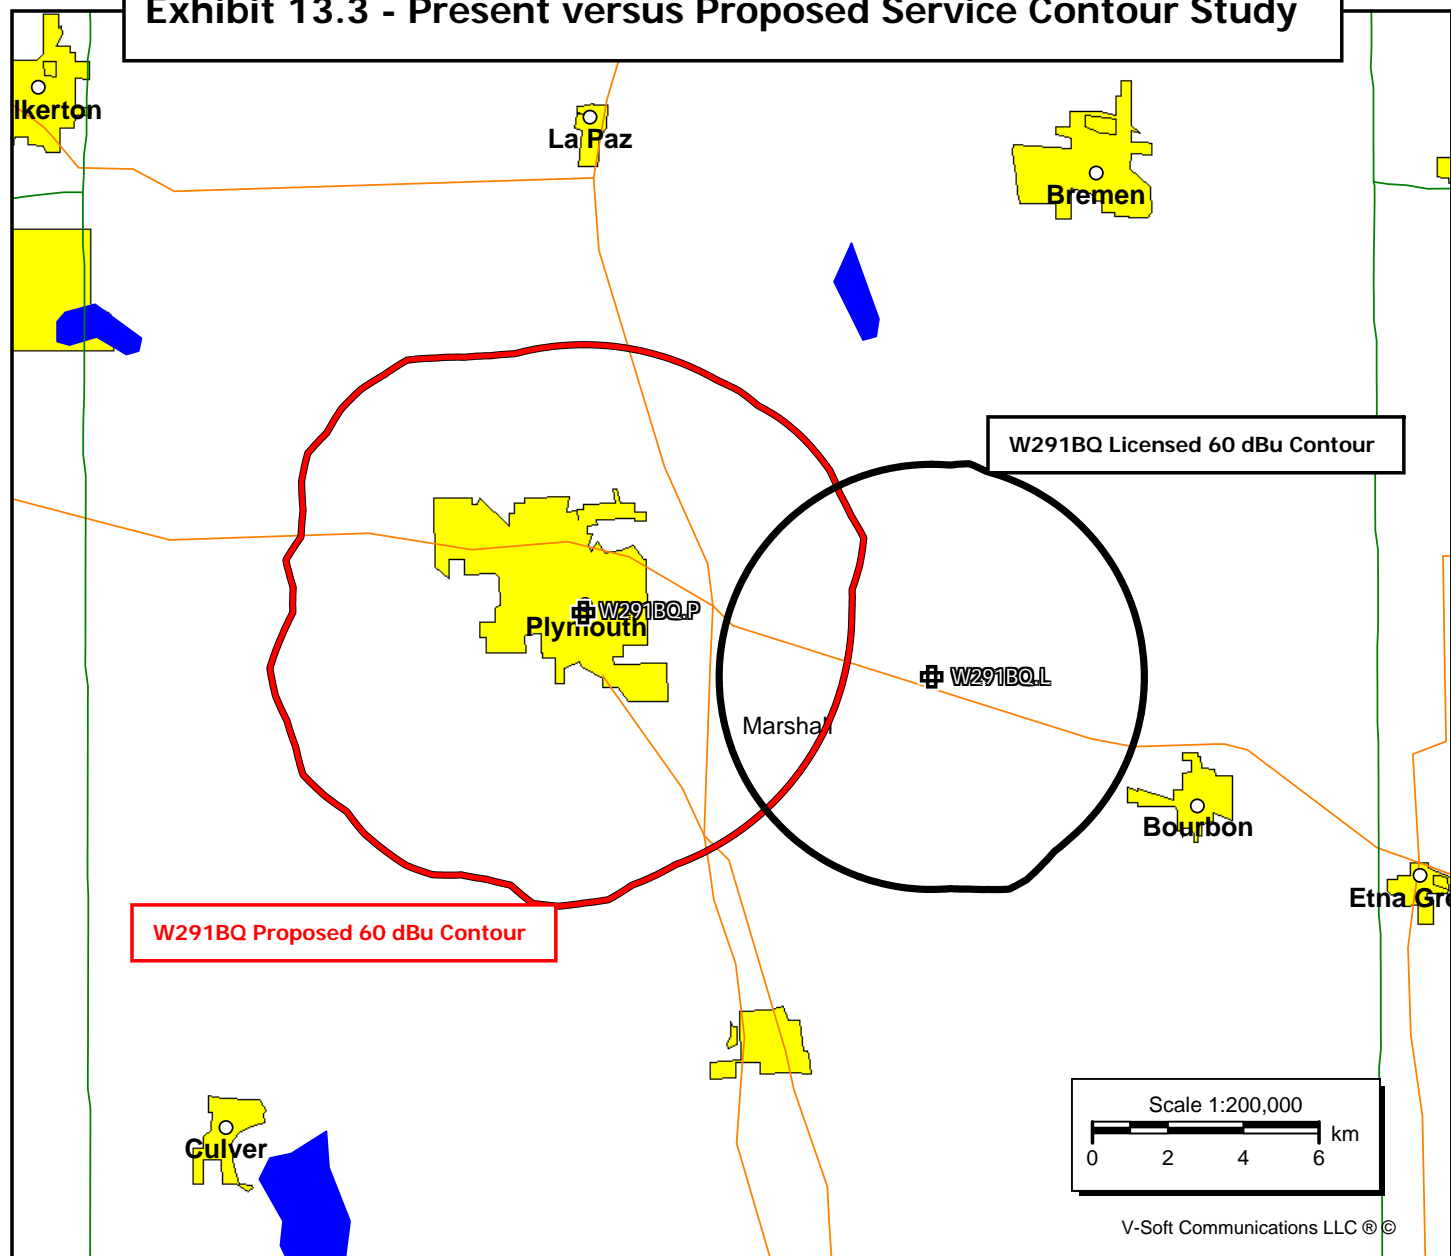 Exhibit 13.3 - Present versus Proposed Service Contour Study
lkerton
La Paz
Bremen
W291BQ Licensed 60 dBu Contour
W291BQ.P
Plymouth
W291BQ.L
Marshall
Bourbon
Etna Gre
W291BQ Proposed 60 dBu Contour
Culver
Scale 1:200,000
km
0 2 4 6
V-Soft Communications LLC ® ©